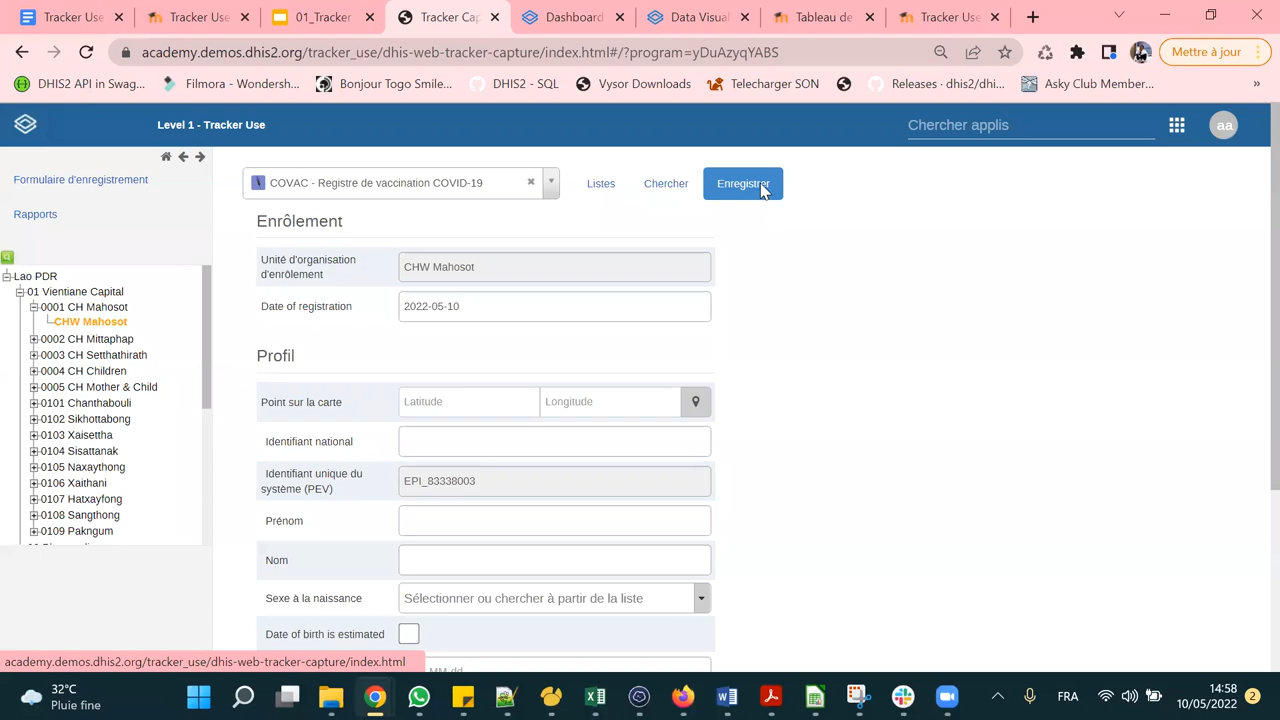 Tracker Use
Tracker Use
01_Tracker
Tracker Cap
Dashboard
Data Visual
Tableau de
Tracker Use
academy.demos.dhis2.org/tracker_use/dhis-web-tracker-capture/index.html#/?program=yDuAzyqYABS
Mettre à jour
DHIS2 API in Swag...
Filmora - Wondersh...
Bonjour Togo Smile...
DHIS2 - SQL
Vysor Downloads
Telecharger SON
Releases · dhis2/dhi...
Asky Club Member...
»
Level 1 - Tracker Use
Chercher applis
aa
Formulaire d'enregistrement
Rapports
Lao PDR
01 Vientiane Capital
0001 CH Mahosot
CHW Mahosot
0002 CH Mittaphap
0003 CH Setthathirath
0004 CH Children
0005 CH Mother & Child
0101 Chanthabouli
0102 Sikhottabong
0103 Xaisettha
0104 Sisattanak
0105 Naxaythong
0106 Xaithani
0107 Hatxayfong
0108 Sangthong
0109 Pakngum
COVAC - Registre de vaccination COVID-19
Listes
Chercher
Enregistrer
Enrôlement
Unité d'organisation
d'enrôlement
CHW Mahosot
Date of registration
2022-05-10
Profil
Point sur la carte
Latitude
Longitude
Identifiant national
Identifiant unique du
système (PEV)
EPI_83338003
Prénom
Nom
Sexe à la naissance
Sélectionner ou chercher à partir de la liste
Date of birth is estimated
academy.demos.dhis2.org/tracker_use/dhis-web-tracker-capture/index.html
32°C
Pluie fine
FRA
14:58
10/05/2022
2